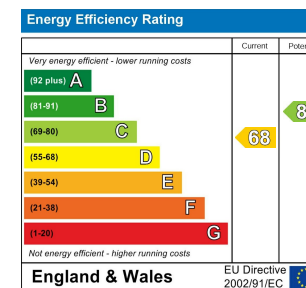 Energy Efficiency Rating
Current
Very energy efficient - lower running costs
(92 plus) A
(81-91) B
(69-80) C
(55-68) D
(39-54) E
(21-38) F
(1-20) G
68
Not energy efficient - higher running costs
England & Wales
EU Directive
2002/91/EC